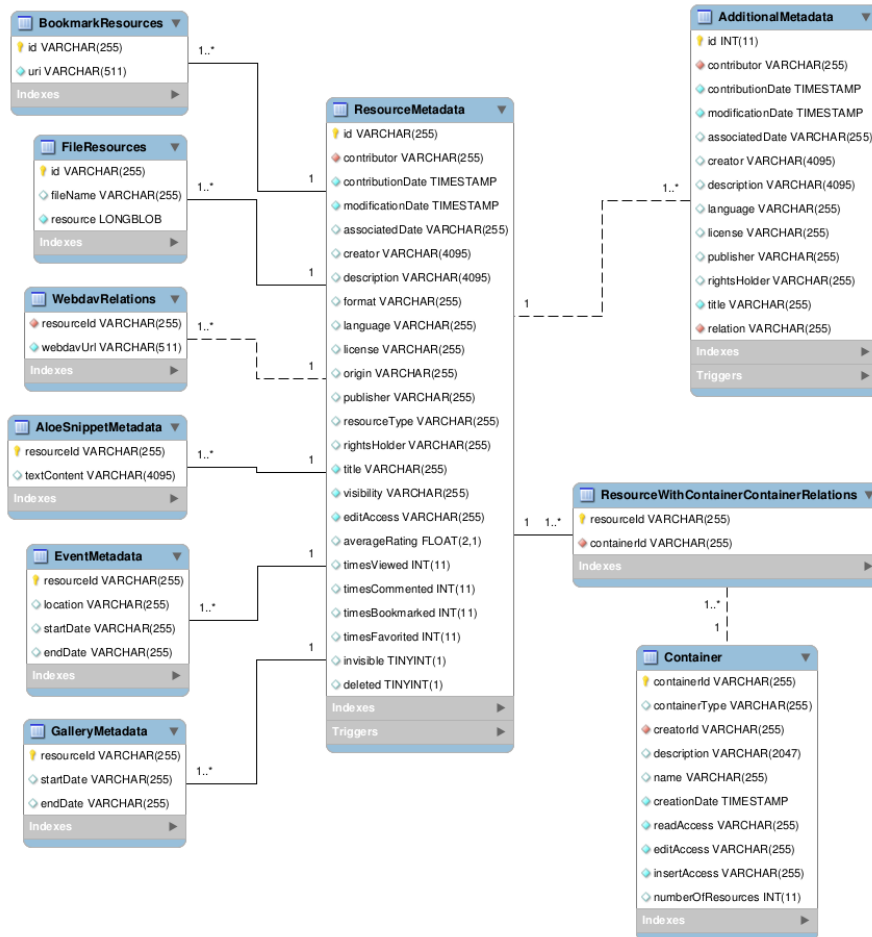 BookmarkResources
id VARCHAR(255)
uri VARCHAR(511)
Indexes
1..*
1
FileResources
id VARCHAR(255)
fileName VARCHAR(255)
resource LONGBLOB
Indexes
1..*
1
WebdavRelations
resourceId VARCHAR(255)
webdavUrl VARCHAR(511)
Indexes
1..*
1
AloeSnippetMetadata
resourceId VARCHAR(255)
textContent VARCHAR(4095)
Indexes
1..*
1
EventMetadata
resourceId VARCHAR(255)
location VARCHAR(255)
startDate VARCHAR(255)
endDate VARCHAR(255)
Indexes
1..*
1
GalleryMetadata
resourceId VARCHAR(255)
startDate VARCHAR(255)
endDate VARCHAR(255)
Indexes
1..*
1
ResourceMetadata
id VARCHAR(255)
contributor VARCHAR(255)
contributionDate TIMESTAMP
modificationDate TIMESTAMP
associatedDate VARCHAR(255)
creator VARCHAR(4095)
description VARCHAR(4095)
format VARCHAR(255)
language VARCHAR(255)
license VARCHAR(255)
origin VARCHAR(255)
publisher VARCHAR(255)
resourceType VARCHAR(255)
rightsHolder VARCHAR(255)
title VARCHAR(255)
visibility VARCHAR(255)
editAccess VARCHAR(255)
averageRating FLOAT(2,1)
timesViewed INT(11)
timesCommented INT(11)
timesBookmarked INT(11)
timesFavorited INT(11)
invisible TINYINT(1)
deleted TINYINT(1)
Indexes
Triggers
1
1..*
AdditionalMetadata
id INT(11)
contributor VARCHAR(255)
contributionDate TIMESTAMP
modificationDate TIMESTAMP
associatedDate VARCHAR(255)
creator VARCHAR(4095)
description VARCHAR(4095)
language VARCHAR(255)
license VARCHAR(255)
publisher VARCHAR(255)
rightsHolder VARCHAR(255)
title VARCHAR(255)
relation VARCHAR(255)
Indexes
Triggers
1 1..*
ResourceWithContainerContainerRelations
resourceId VARCHAR(255)
containerId VARCHAR(255)
Indexes
1..*
1
Container
containerId VARCHAR(255)
containerType VARCHAR(255)
creatorId VARCHAR(255)
description VARCHAR(2047)
name VARCHAR(255)
creationDate TIMESTAMP
readAccess VARCHAR(255)
editAccess VARCHAR(255)
insertAccess VARCHAR(255)
numberOfResources INT(11)
Indexes